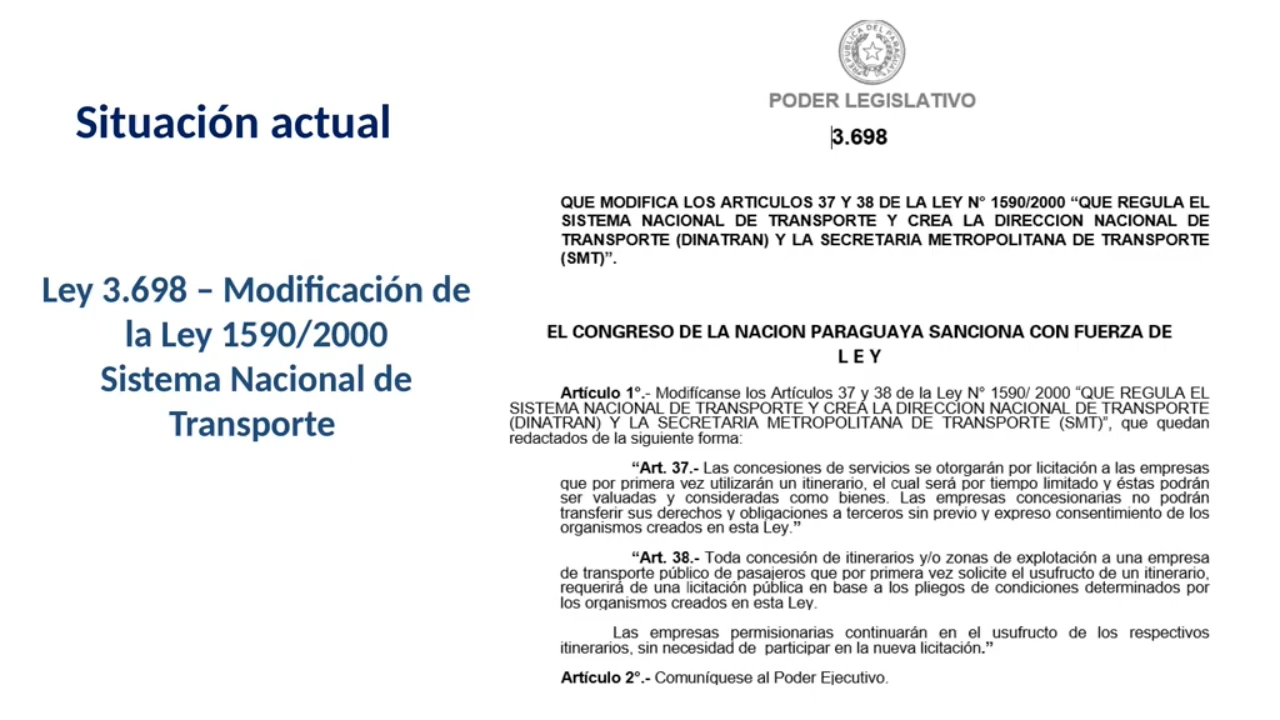 Situación actual
Ley 3.698 – Modificación de
la Ley 1590/2000
Sistema Nacional de
Transporte
REPUBLICA DEL PARAGUAY
PODER LEGISLATIVO
3.698
QUE MODIFICA LOS ARTICULOS 37 Y 38 DE LA LEY N° 1590/2000 “QUE REGULA EL
SISTEMA NACIONAL DE TRANSPORTE Y CREA LA DIRECCION NACIONAL DE
TRANSPORTE (DINATRAN) Y LA SECRETARIA METROPOLITANA DE TRANSPORTE
(SMT)”.
EL CONGRESO DE LA NACION PARAGUAYA SANCIONA CON FUERZA DE
L E Y
Artículo 1°.- Modifícanse los Artículos 37 y 38 de la Ley N° 1590/ 2000 “QUE REGULA EL
SISTEMA NACIONAL DE TRANSPORTE Y CREA LA DIRECCION NACIONAL DE TRANSPORTE
(DINATRAN) Y LA SECRETARIA METROPOLITANA DE TRANSPORTE (SMT)”, que quedan
redactados de la siguiente forma:
“Art. 37.- Las concesiones de servicios se otorgarán por licitación a las empresas
que por primera vez utilizarán un itinerario, el cual será por tiempo limitado y éstas podrán
ser valuadas y consideradas como bienes. Las empresas concesionarias no podrán
transferir sus derechos y obligaciones a terceros sin previo y expreso consentimiento de los
organismos creados en esta Ley.”
“Art. 38.- Toda concesión de itinerarios y/o zonas de explotación a una empresa
de transporte público de pasajeros que por primera vez solicite el usufructo de un itinerario,
requerirá de una licitación pública en base a los pliegos de condiciones determinados por
los organismos creados en esta Ley.
Las empresas permisionarias continuarán en el usufructo de los respectivos
itinerarios, sin necesidad de participar en la nueva licitación.”
Artículo 2°.- Comuníquese al Poder Ejecutivo.